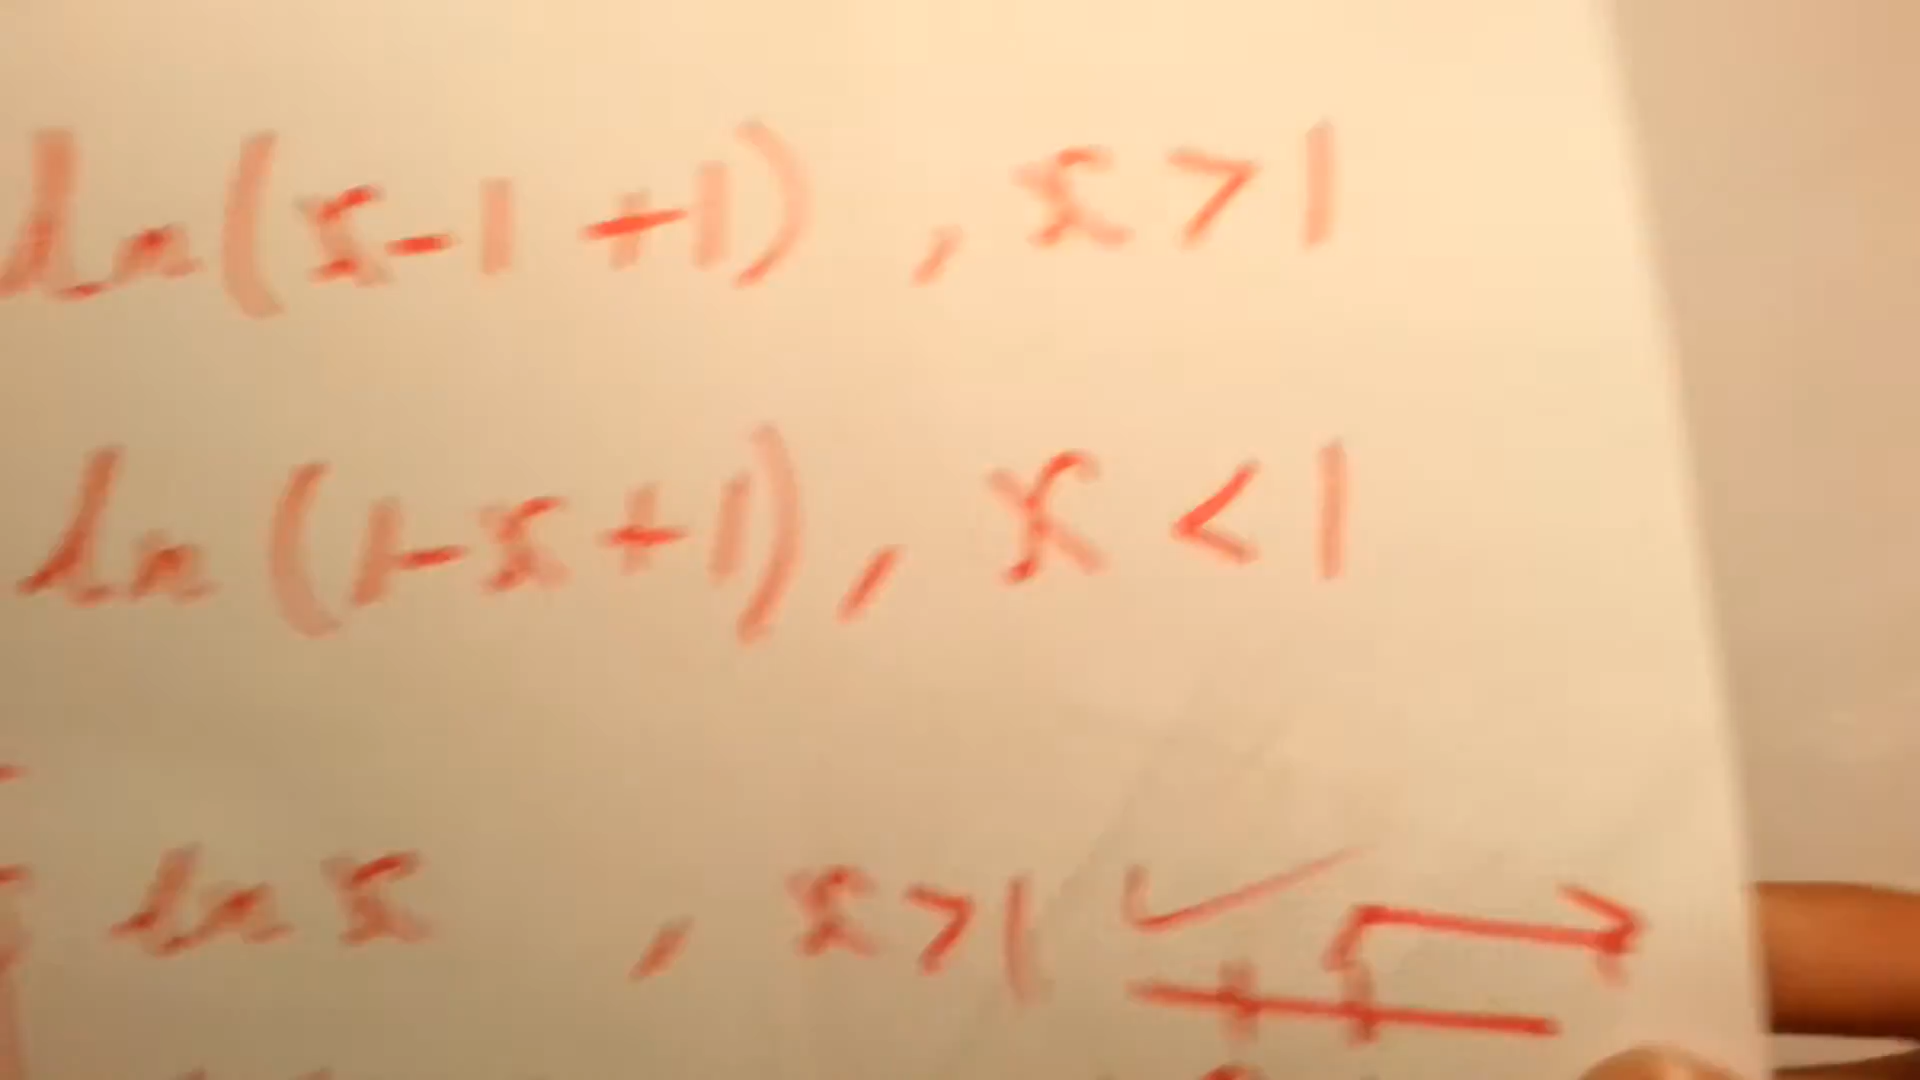 ln(x-1+1), x>1
ln(1-x+1), x<1
ln x , x>1